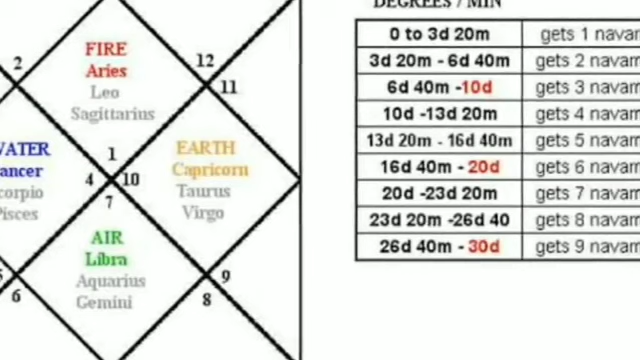 DEGREES / MIN
2
FIRE
Aries
Leo
Sagittarius
12
11
WATER
Cancer
Scorpio
Pisces
1
4
10
7
EARTH
Capricorn
Taurus
Virgo
AIR
Libra
Aquarius
Gemini
5
6
9
8
0 to 3d 20m gets 1 navam
3d 20m - 6d 40m gets 2 navam
6d 40m -10d gets 3 navam
10d -13d 20m gets 4 navam
13d 20m - 16d 40m gets 5 navam
16d 40m - 20d gets 6 navam
20d -23d 20m gets 7 navam
23d 20m -26d 40 gets 8 navam
26d 40m - 30d gets 9 navam